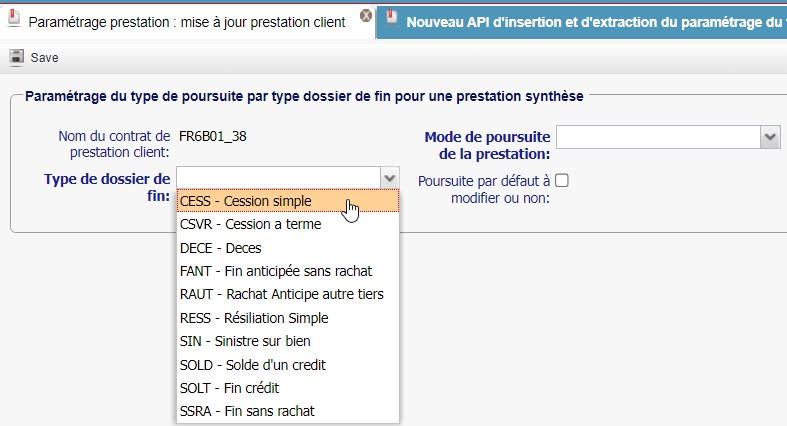 Paramétrage prestation : mise à jour prestation client
Nouveau API d'insertion et d'extraction du paramétrage du
Save
Paramétrage du type de poursuite par type dossier de fin pour une prestation synthèse
Nom du contrat de
prestation client:
FR6B01_38
Mode de poursuite
de la prestation:
Type de dossier de
fin:
Poursuite par défaut à
modifier ou non:
CESS - Cession simple
CSVR - Cession a terme
DECE - Deces
FANT - Fin anticipée sans rachat
RAUT - Rachat Anticipe autre tiers
RESS - Résiliation Simple
SIN - Sinistre sur bien
SOLD - Solde d'un credit
SOLT - Fin crédit
SSRA - Fin sans rachat